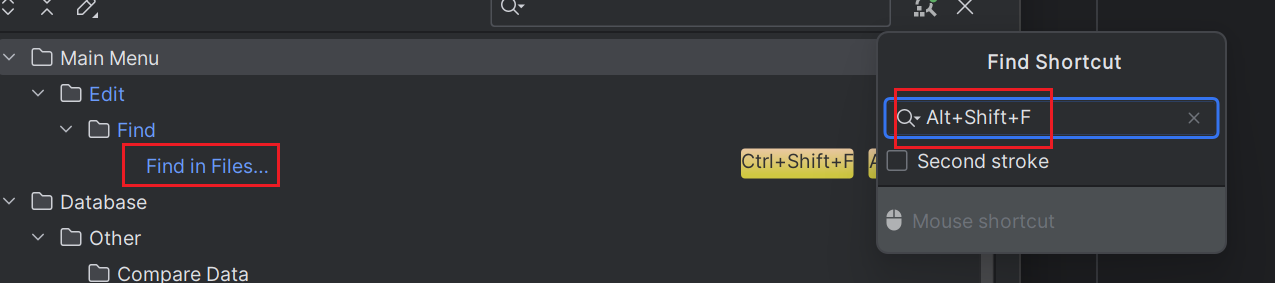 Main Menu
Find Shortcut
Edit
Alt+Shift+F
Find
Find in Files...
Ctrl+Shift+F
Second stroke
Database
Mouse shortcut
Other
Compare Data